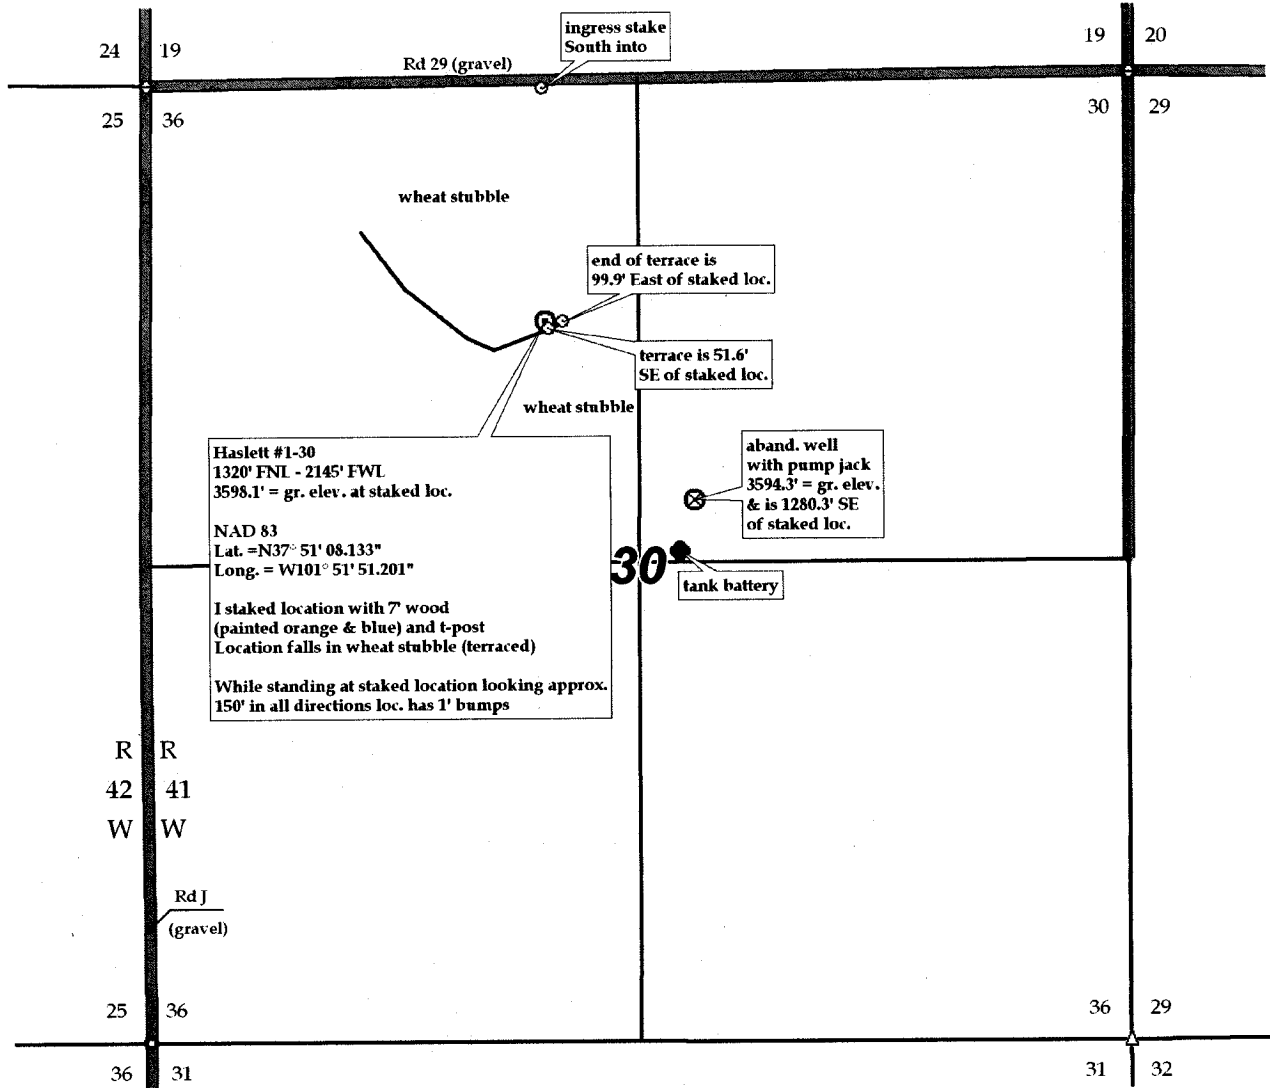 ingress stake
South into
24 19
19 20
Rd 29 (gravel)
25 36
30 29
wheat stubble
end of terrace is
99.9' East of staked loc.
terrace is 51.6'
SE of staked loc.
wheat stubble
Haslett #1-30
1320' FNL - 2145' FWL
3598.1' = gr. elev. at staked loc.
NAD 83
Lat. =N37° 51' 08.133"
Long. = W101° 51' 51.201"
I staked location with 7' wood
(painted orange & blue) and t-post
Location falls in wheat stubble (terraced)
While standing at staked location looking approx.
150' in all directions loc. has 1' bumps
aband. well
with pump jack
3594.3' = gr. elev.
& is 1280.3' SE
of staked loc.
30
tank battery
R R
42 41
W W
Rd J
(gravel)
25 36
36 29
36 31
31 32